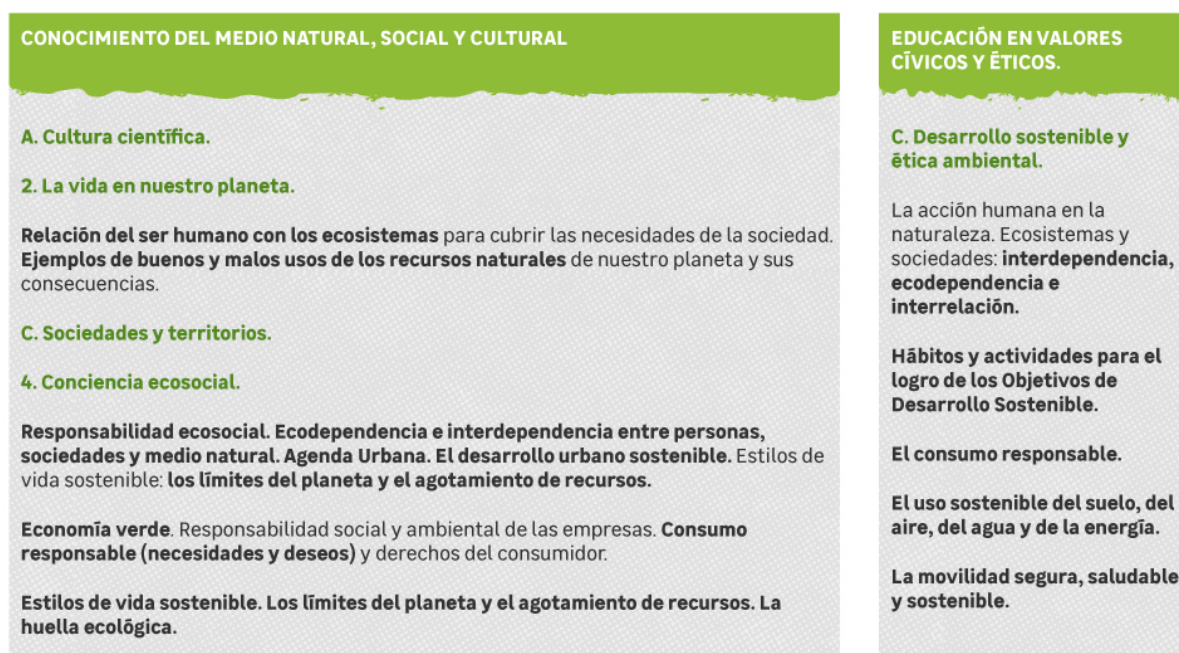 CONOCIMIENTO DEL MEDIO NATURAL, SOCIAL Y CULTURAL
A. Cultura científica.
2. La vida en nuestro planeta.
Relación del ser humano con los ecosistemas para cubrir las necesidades de la sociedad.
Ejemplos de buenos y malos usos de los recursos naturales de nuestro planeta y sus
consecuencias.
C. Sociedades y territorios.
4. Conciencia ecosocial.
Responsabilidad ecosocial. Ecodependencia e interdependencia entre personas,
sociedades y medio natural. Agenda Urbana. El desarrollo urbano sostenible. Estilos de
vida sostenible: los límites del planeta y el agotamiento de recursos.
Economía verde. Responsabilidad social y ambiental de las empresas. Consumo
responsable (necesidades y deseos) y derechos del consumidor.
Estilos de vida sostenible. Los límites del planeta y el agotamiento de recursos. La
huella ecológica.
EDUCACIÓN EN VALORES
CÍVICOS Y ÉTICOS.
C. Desarrollo sostenible y
ética ambiental.
La acción humana en la
naturaleza. Ecosistemas y
sociedades: interdependencia,
ecodependencia e
interrelación.
Hábitos y actividades para el
logro de los Objetivos de
Desarrollo Sostenible.
El consumo responsable.
El uso sostenible del suelo, del
aire, del agua y de la energía.
La movilidad segura, saludable
y sostenible.